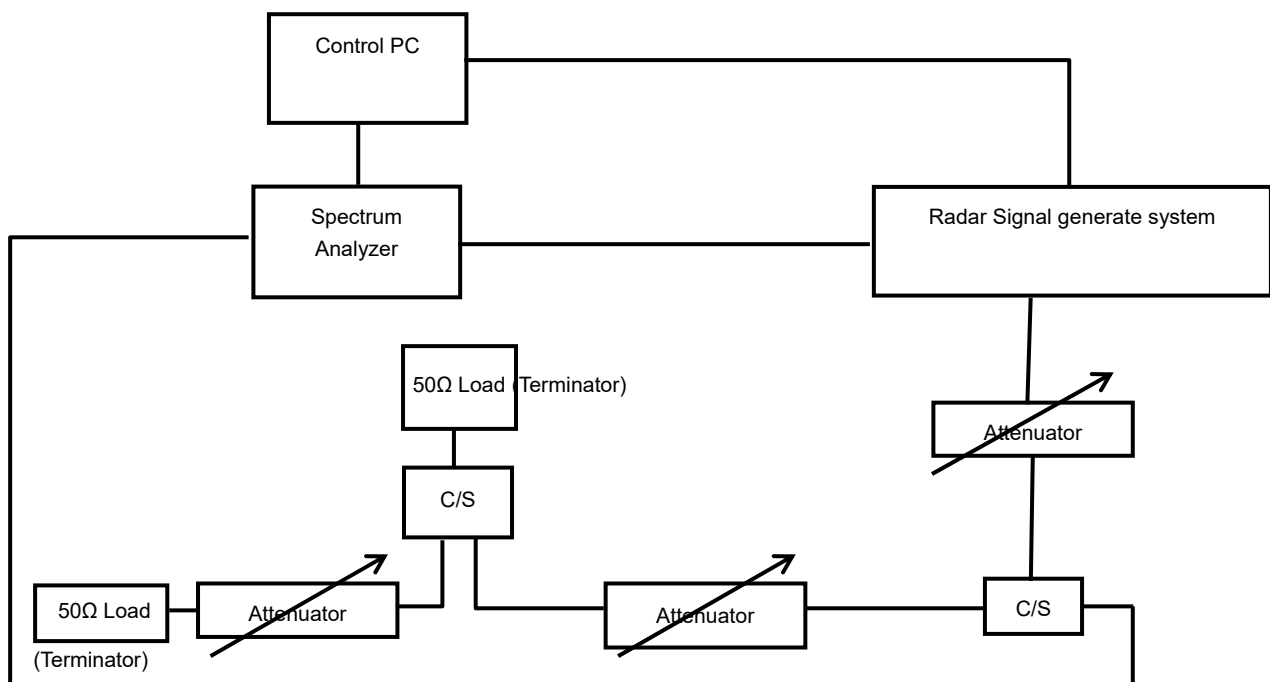 Control PC
Spectrum
Analyzer
Radar Signal generate system
50Ω Load (Terminator)
Attenuator
C/S
50Ω Load
(Terminator)
Attenuator
Attenuator
C/S